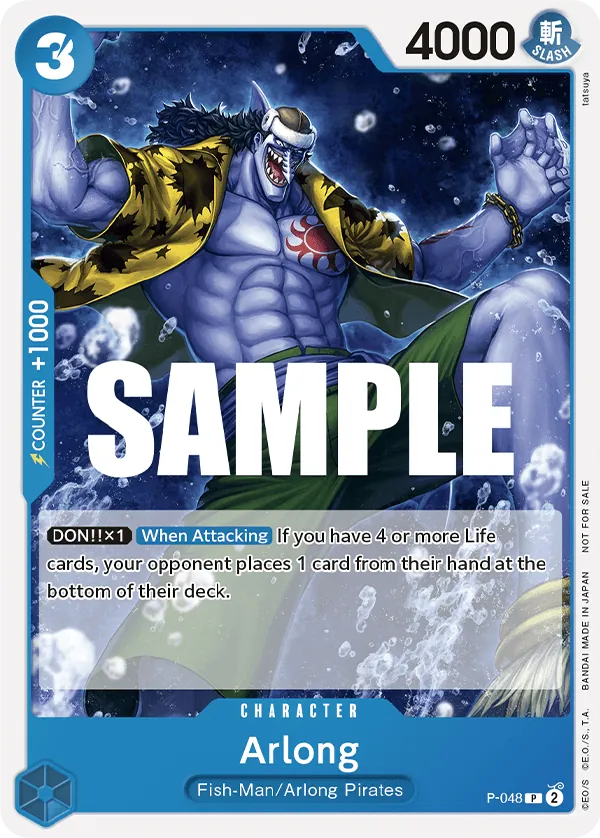 3
4000
斬
SLASH
tatsuya
COUNTER +1000
SAMPLE
DON!!×1 When Attacking If you have 4 or more Life
cards, your opponent places 1 card from their hand at the
bottom of their deck.
CHARACTER
Arlong
Fish-Man/Arlong Pirates
P-048 P 2
©EO/S ©E.O./S., T.A. BANDAI MADE IN JAPAN NOT FOR SALE